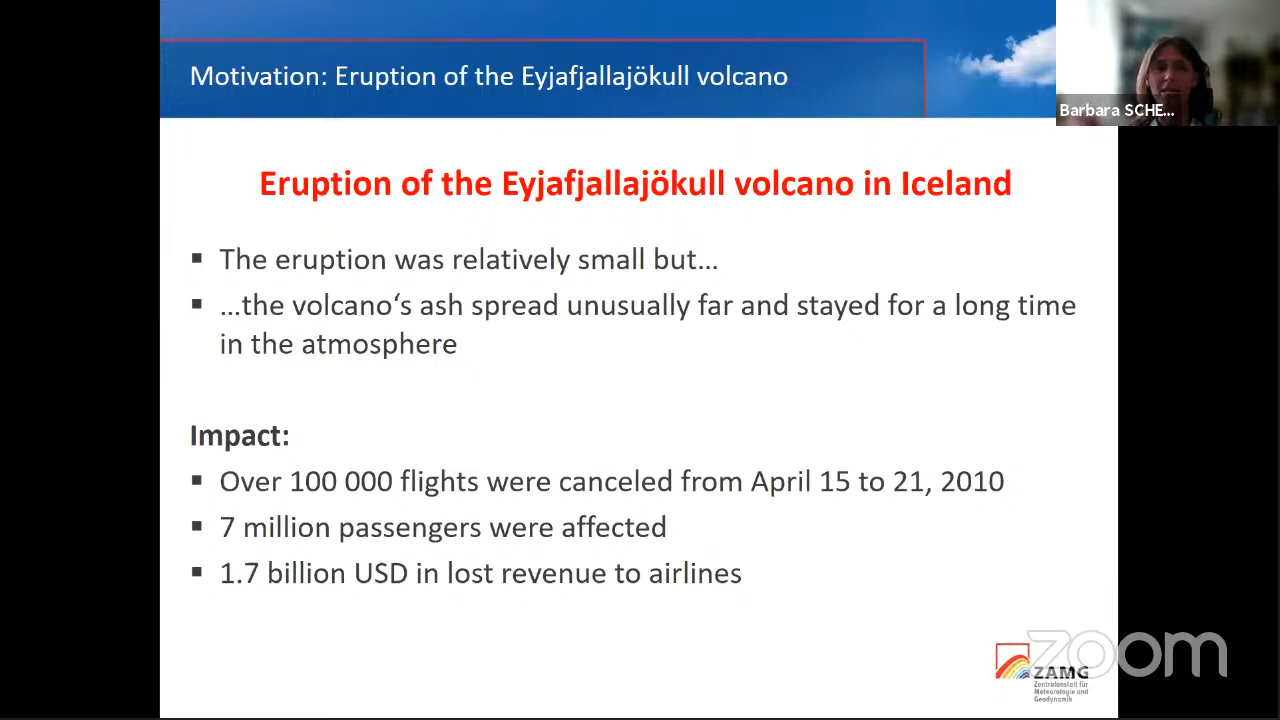 Motivation: Eruption of the Eyjafjallajökull volcano
Barbara SCHE...
Eruption of the Eyjafjallajökull volcano in Iceland
▪ The eruption was relatively small but…
▪ …the volcano‘s ash spread unusually far and stayed for a long time
in the atmosphere
Impact:
▪ Over 100 000 flights were canceled from April 15 to 21, 2010
▪ 7 million passengers were affected
▪ 1.7 billion USD in lost revenue to airlines
zoom
ZAMG
Zentralanstalt für
Meteorologie und
Geodynamik